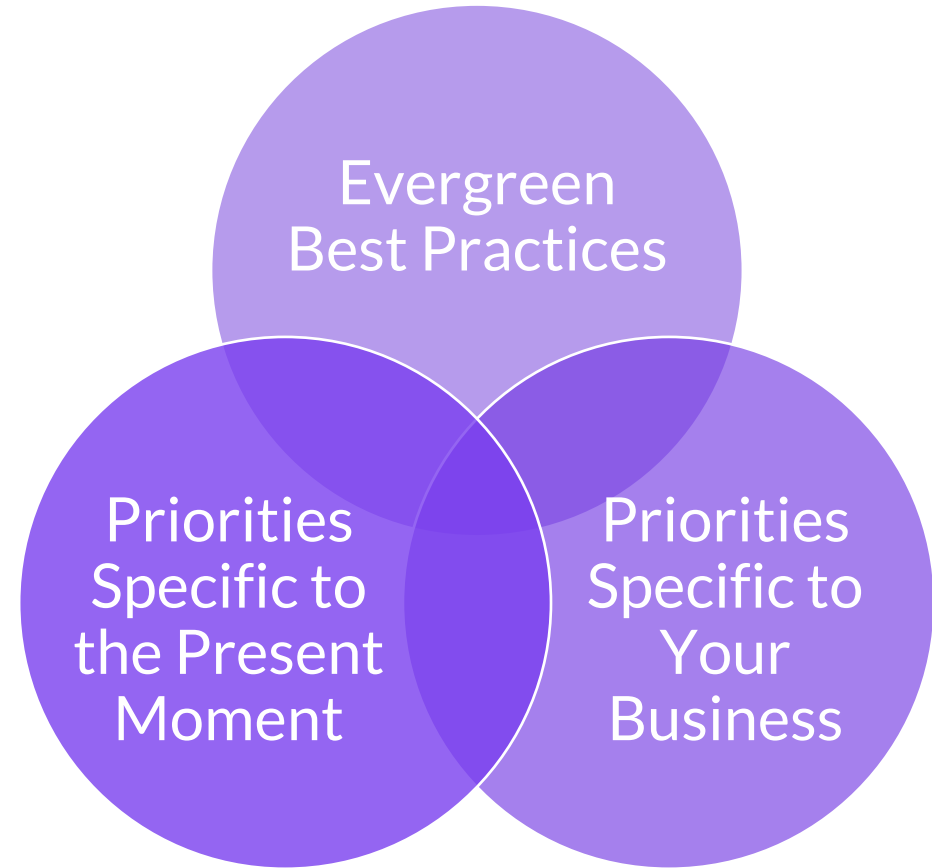 Evergreen
Best Practices
Priorities
Specific to
the Present
Moment
Priorities
Specific to
Your
Business